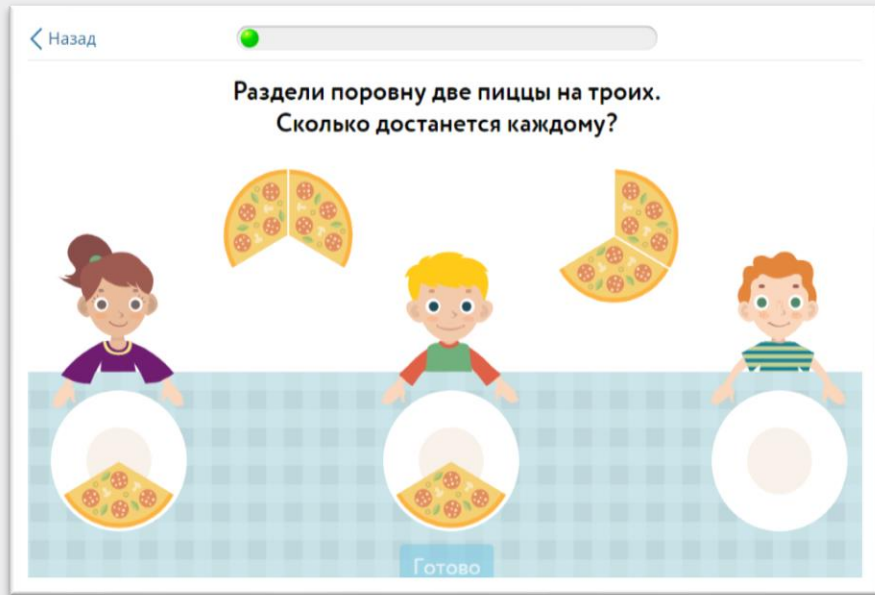 Назад
Раздели поровну две пиццы на троих.
Сколько достанется каждому?
Готово